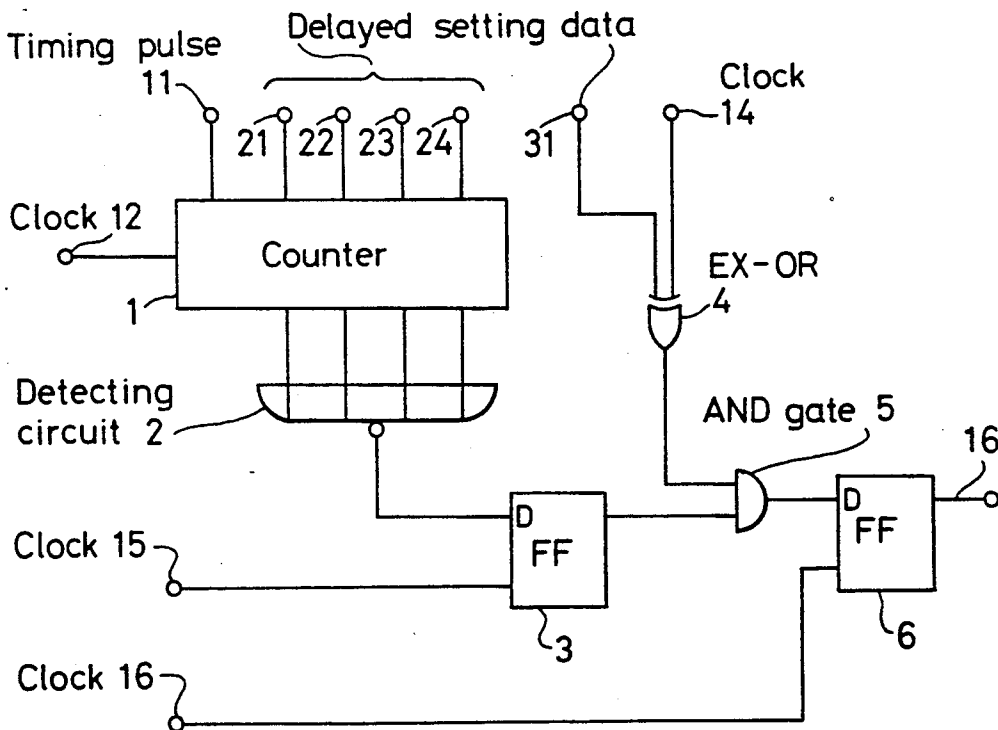 Delayed setting data
Timing pulse
11
21
22
23
24
31
Clock
14
Clock 12
Counter
1
EX-OR
4
Detecting
circuit 2
AND gate 5
16
D
FF
D
FF
Clock 15
3
6
Clock 16